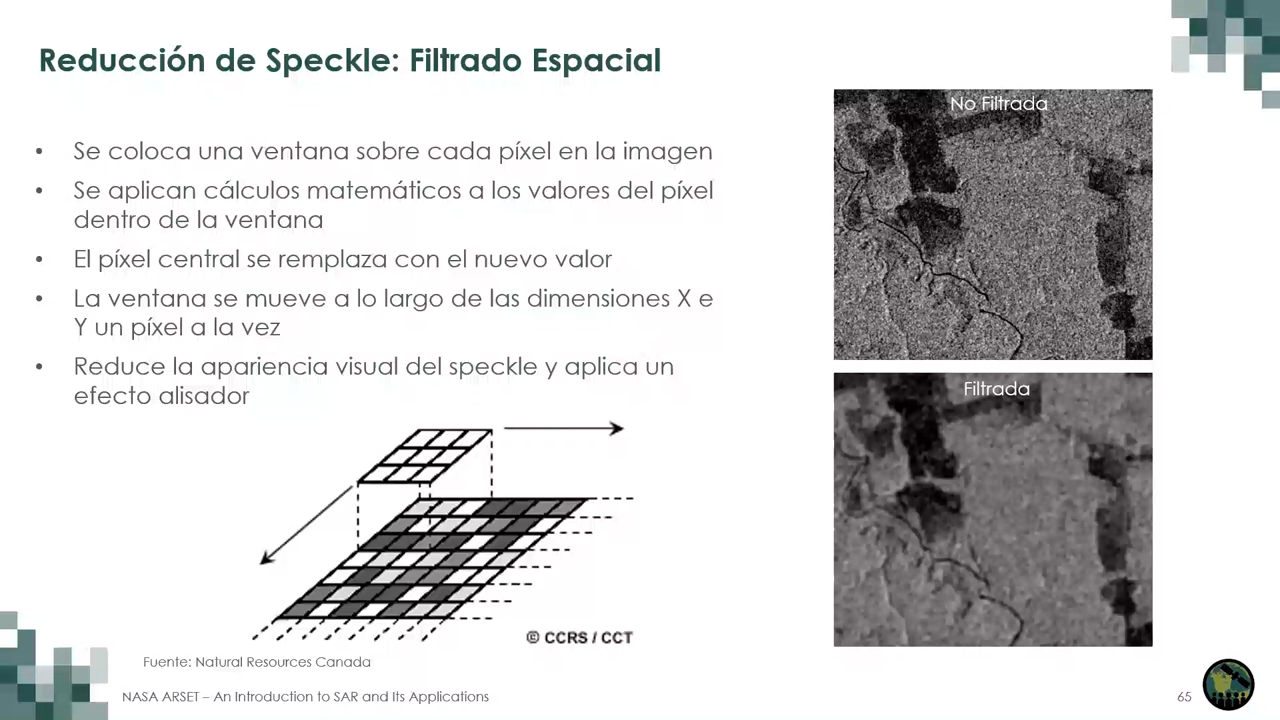 Reducción de Speckle: Filtrado Espacial
No Filtrada
• Se coloca una ventana sobre cada píxel en la imagen
• Se aplican cálculos matemáticos a los valores del píxel
dentro de la ventana
• El píxel central se remplaza con el nuevo valor
• La ventana se mueve a lo largo de las dimensiones X e
Y un píxel a la vez
• Reduce la apariencia visual del speckle y aplica un
efecto alisador
Filtrada
© CCRS / CCT
Fuente: Natural Resources Canada
NASA ARSET – An Introduction to SAR and Its Applications
65